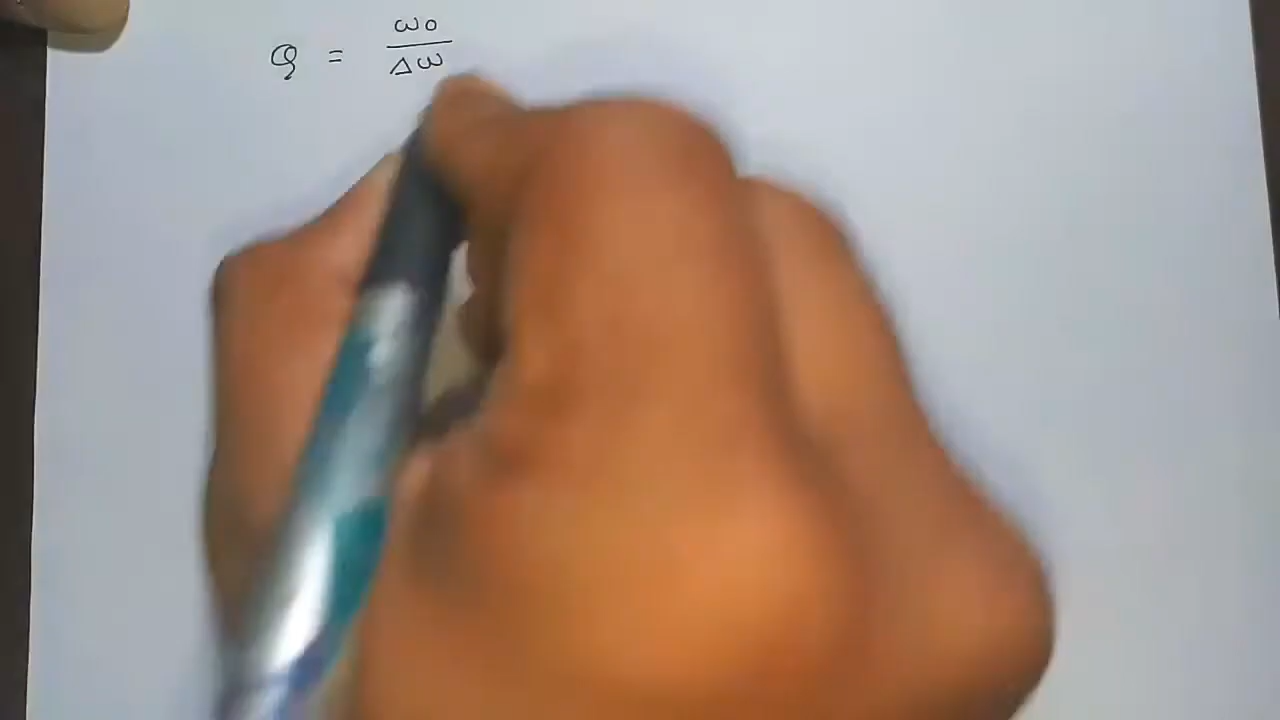 Q = ω0 / Δω